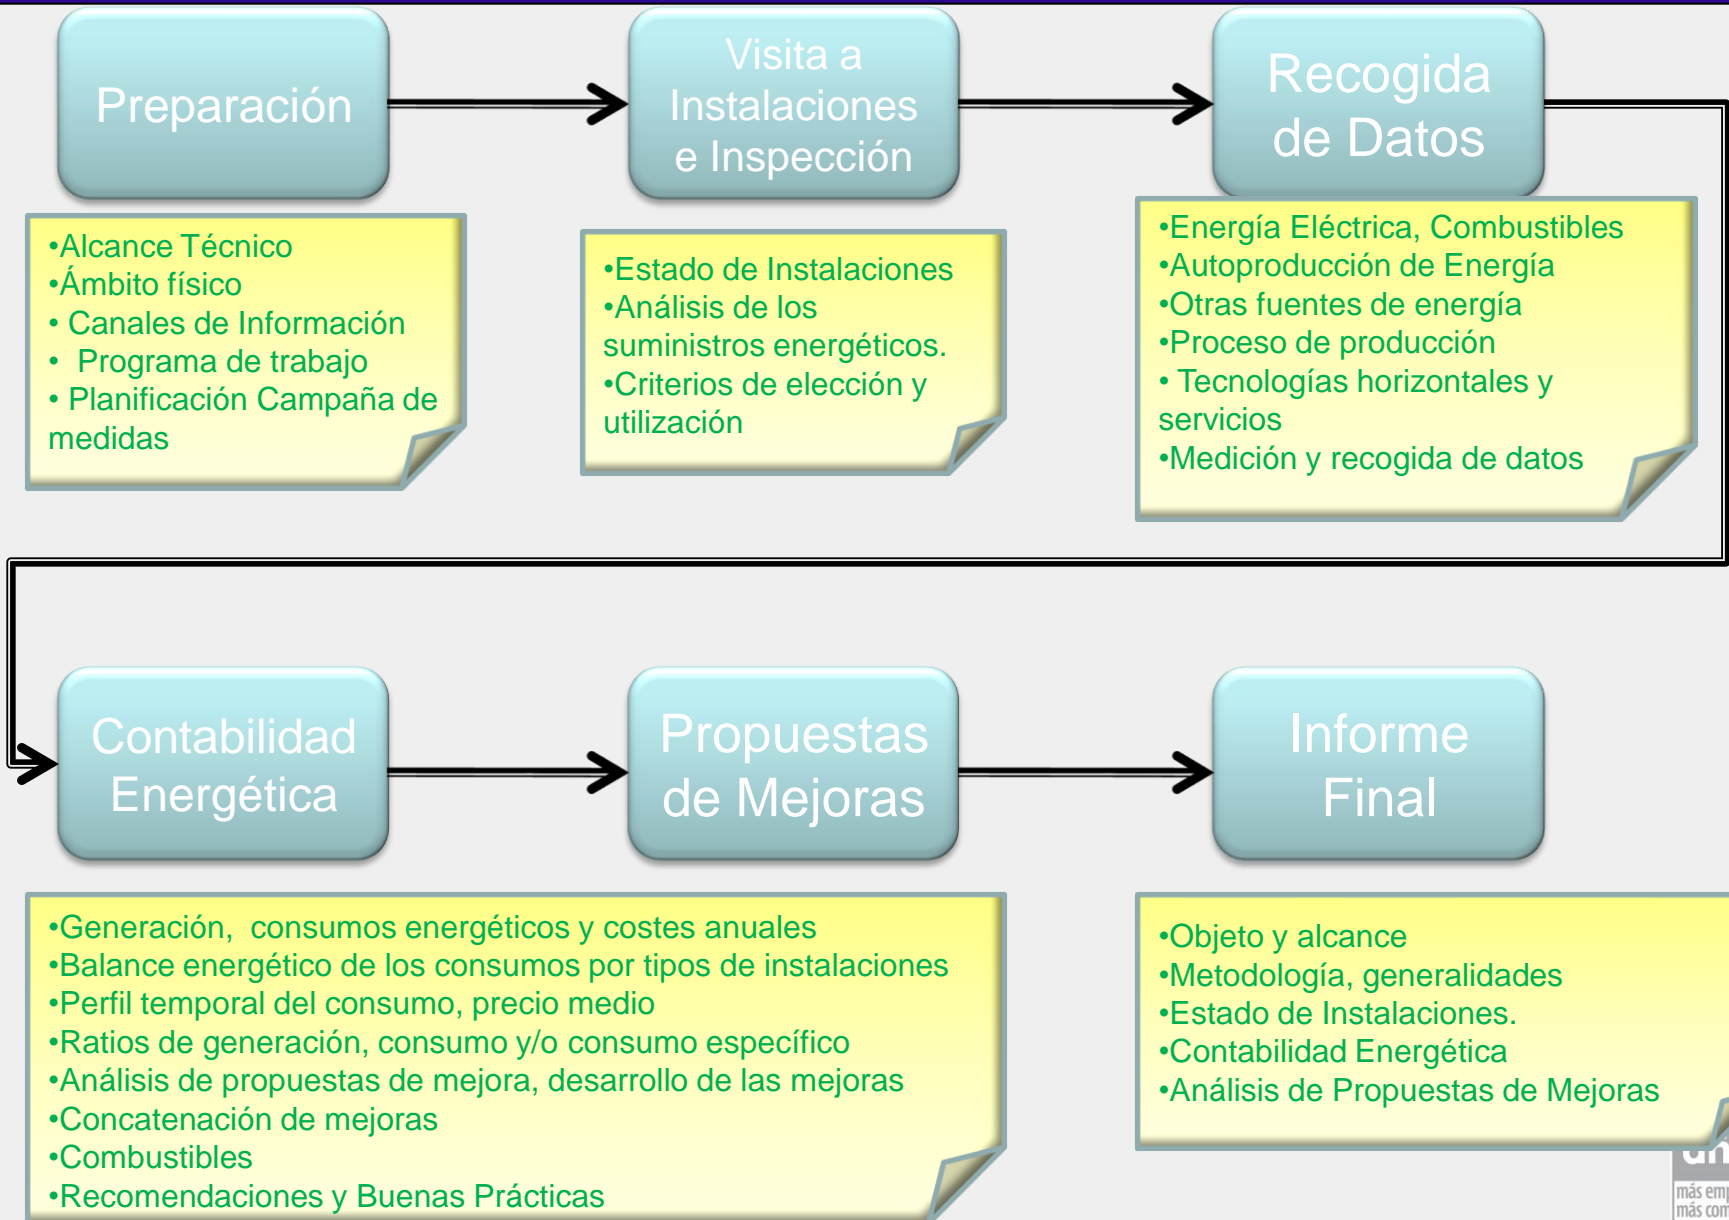 Preparación
Visita a
Instalaciones
e Inspección
Recogida
de Datos
•Alcance Técnico
•Ámbito físico
• Canales de Información
• Programa de trabajo
• Planificación Campaña de
medidas
•Estado de Instalaciones
•Análisis de los
suministros energéticos.
•Criterios de elección y
utilización
•Energía Eléctrica, Combustibles
•Autoproducción de Energía
•Otras fuentes de energía
•Proceso de producción
• Tecnologías horizontales y
servicios
•Medición y recogida de datos
Contabilidad
Energética
Propuestas
de Mejoras
Informe
Final
•Generación, consumos energéticos y costes anuales
•Balance energético de los consumos por tipos de instalaciones
•Perfil temporal del consumo, precio medio
•Ratios de generación, consumo y/o consumo específico
•Análisis de propuestas de mejora, desarrollo de las mejoras
•Concatenación de mejoras
•Combustibles
•Recomendaciones y Buenas Prácticas
•Objeto y alcance
•Metodología, generalidades
•Estado de Instalaciones.
•Contabilidad Energética
•Análisis de Propuestas de Mejoras
más
más